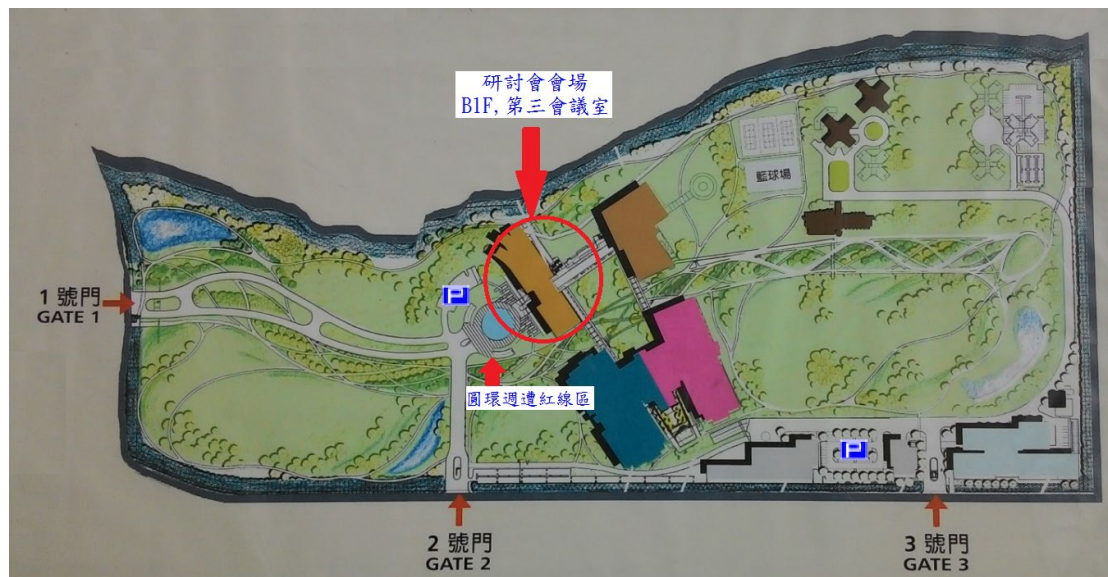 研討會會場
B1F, 第三會議室
籃球場
P
1 號門
GATE 1
圓環週遭紅線區
P
2 號門
GATE 2
3 號門
GATE 3